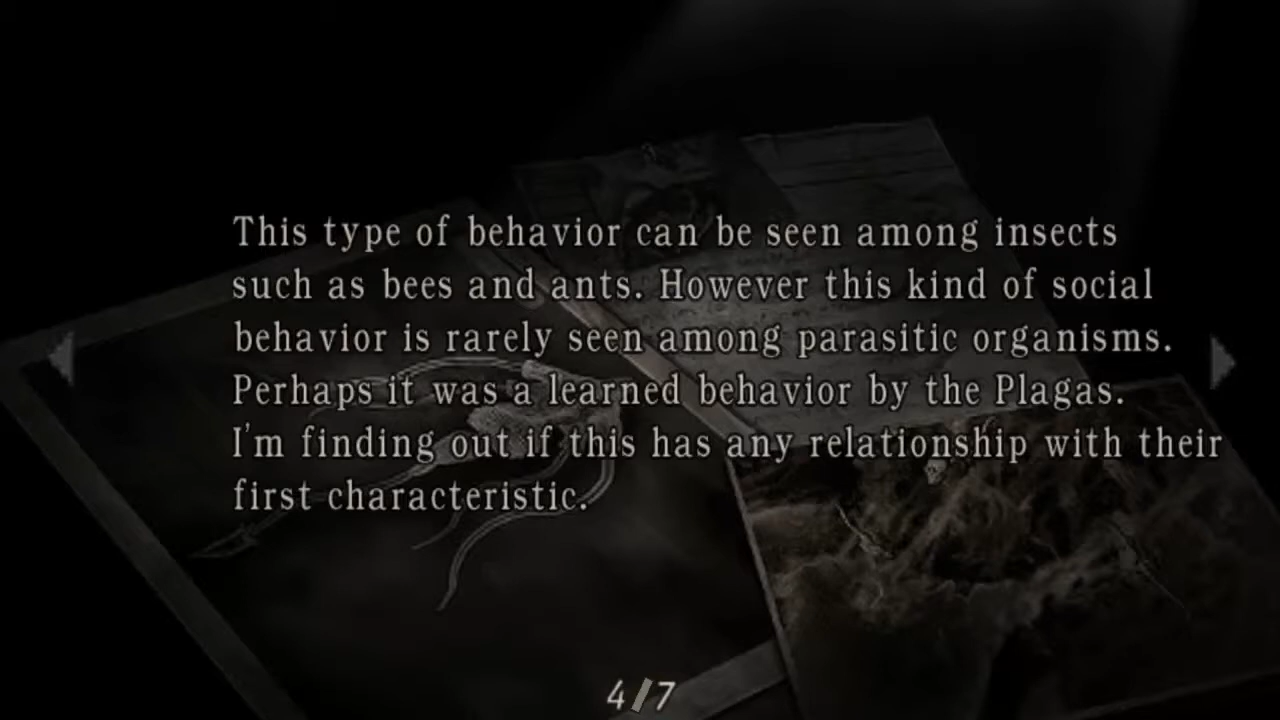 This type of behavior can be seen among insects
such as bees and ants. However this kind of social
behavior is rarely seen among parasitic organisms.
Perhaps it was a learned behavior by the Plagas.
I'm finding out if this has any relationship with their
first characteristic.
4/7